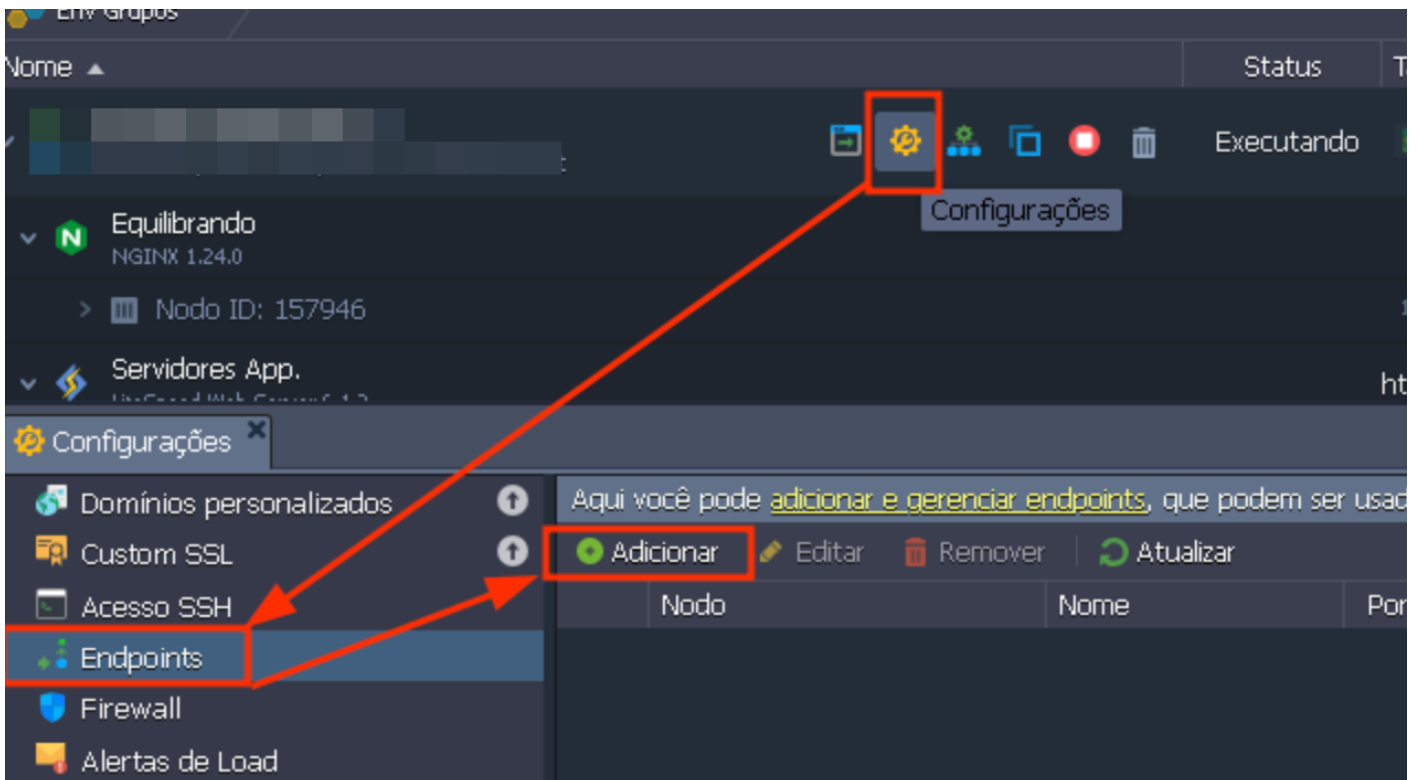 Env Grupos
Nome
Status
Executando
Configurações
Equilibrando
NGINX 1.24.0
Nodo ID: 157946
Servidores App.
ht
Configurações
Domínios personalizados
Custom SSL
Acesso SSH
Endpoints
Firewall
Alertas de Load
Aqui você pode adicionar e gerenciar endpoints, que podem ser usad
Adicionar Editar Remover Atualizar
Nodo Nome Por